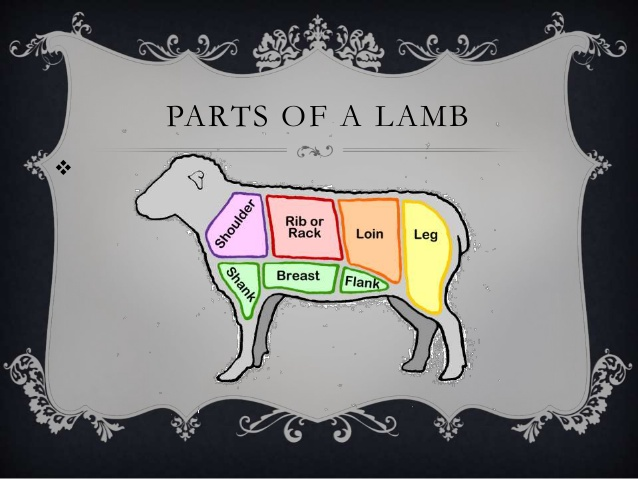 PARTS OF A LAMB
Shoulder
Rib or
Rack
Loin
Leg
Shank
Breast
Flank